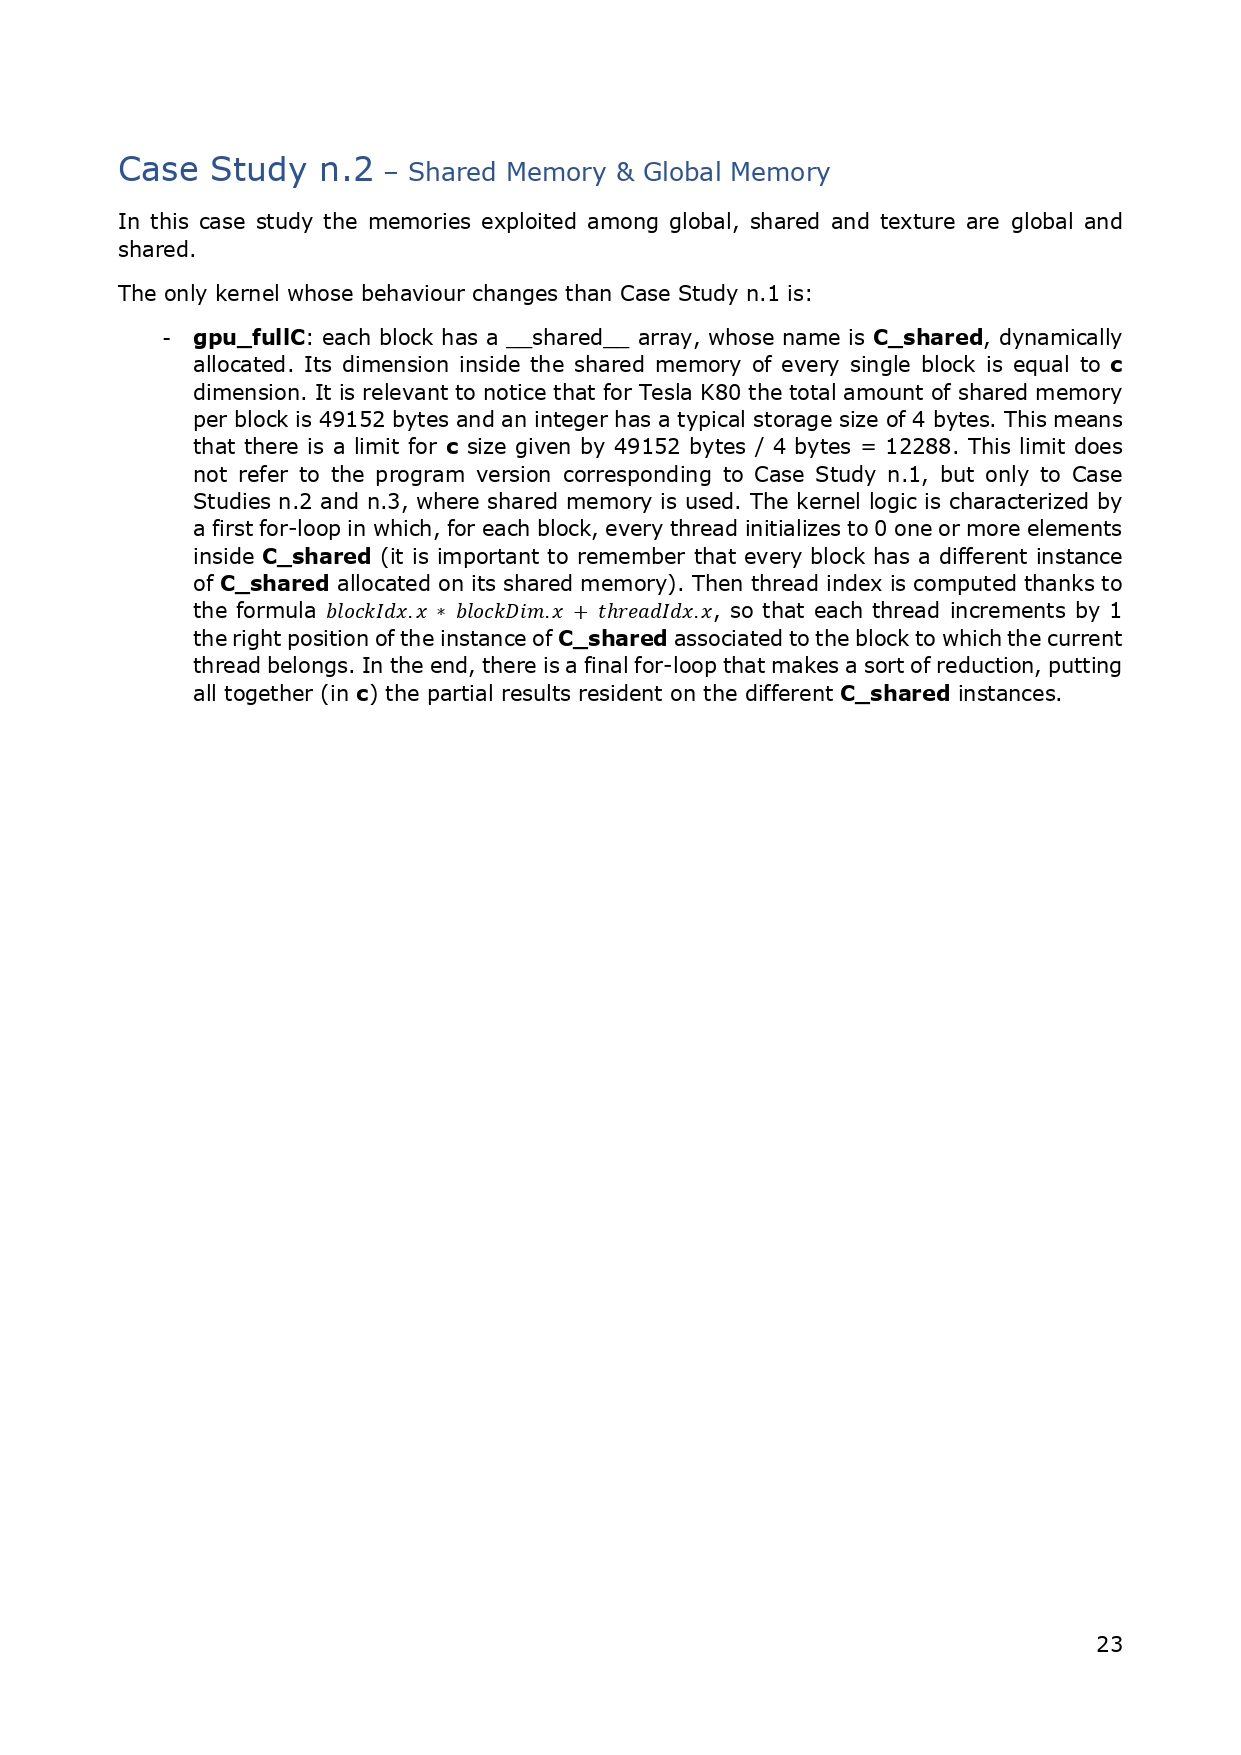 Case Study n.2 – Shared Memory & Global Memory
In this case study the memories exploited among global, shared and texture are global and
shared.
The only kernel whose behaviour changes than Case Study n.1 is:
- gpu_fullC: each block has a __shared__ array, whose name is C_shared, dynamically
allocated. Its dimension inside the shared memory of every single block is equal to c
dimension. It is relevant to notice that for Tesla K80 the total amount of shared memory
per block is 49152 bytes and an integer has a typical storage size of 4 bytes. This means
that there is a limit for c size given by 49152 bytes / 4 bytes = 12288. This limit does
not refer to the program version corresponding to Case Study n.1, but only to Case
Studies n.2 and n.3, where shared memory is used. The kernel logic is characterized by
a first for-loop in which, for each block, every thread initializes to 0 one or more elements
inside C_shared (it is important to remember that every block has a different instance
of C_shared allocated on its shared memory). Then thread index is computed thanks to
the formula blockIdx.x * blockDim.x + threadIdx.x, so that each thread increments by 1
the right position of the instance of C_shared associated to the block to which the current
thread belongs. In the end, there is a final for-loop that makes a sort of reduction, putting
all together (in c) the partial results resident on the different C_shared instances.
23